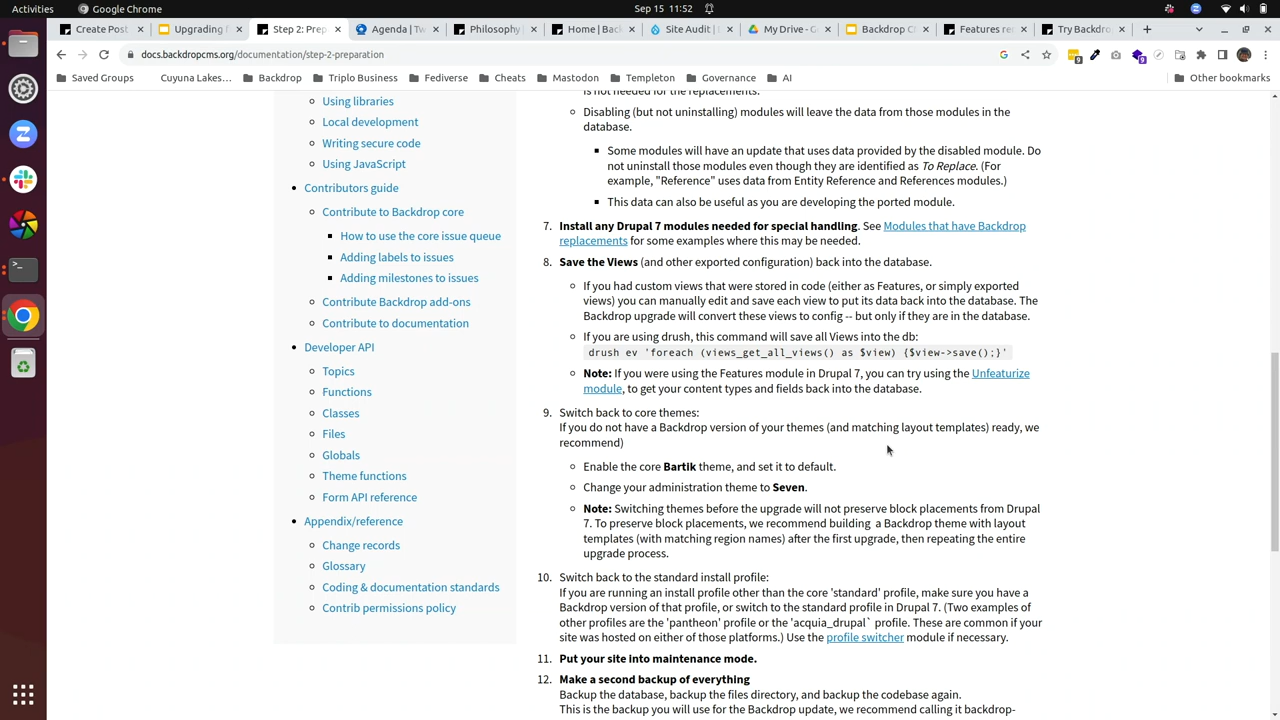 Activities
Google Chrome
Sep 15 11:52
Create Post
Upgrading
Step 2: Prep
Agenda | Tw
Philosophy
Home | Bac
Site Audit |
My Drive - G
Backdrop C
Features re
Try Backdro
docs.backdropcms.org/documentation/step-2-preparation
9
9
Saved Groups
Cuyuna Lakes...
Backdrop
Triplo Business
Fediverse
Cheats
Mastodon
Templeton
Governance
AI
Other bookmarks
Using libraries
Local development
Writing secure code
Using JavaScript
Contributors guide
Contribute to Backdrop core
How to use the core issue queue
Adding labels to issues
Adding milestones to issues
Contribute Backdrop add-ons
Contribute to documentation
Developer API
Topics
Functions
Classes
Files
Globals
Theme functions
Form API reference
Appendix/reference
Change records
Glossary
Coding & documentation standards
Contrib permissions policy
is not needed for the replacements.
Disabling (but not uninstalling) modules will leave the data from those modules in the
database.
Some modules will have an update that uses data provided by the disabled module. Do
not uninstall those modules even though they are identified as To Replace. (For
example, "Reference" uses data from Entity Reference and References modules.)
This data can also be useful as you are developing the ported module.
7. Install any Drupal 7 modules needed for special handling. See Modules that have Backdrop
replacements for some examples where this may be needed.
8. Save the Views (and other exported configuration) back into the database.
If you had custom views that were stored in code (either as Features, or simply exported
views) you can manually edit and save each view to put its data back into the database. The
Backdrop upgrade will convert these views to config -- but only if they are in the database.
If you are using drush, this command will save all Views into the db:
drush ev 'foreach (views_get_all_views() as $view) {$view->save();}'
Note: If you were using the Features module in Drupal 7, you can try using the Unfeaturize
module, to get your content types and fields back into the database.
9. Switch back to core themes:
If you do not have a Backdrop version of your themes (and matching layout templates) ready, we
recommend)
Enable the core Bartik theme, and set it to default.
Change your administration theme to Seven.
Note: Switching themes before the upgrade will not preserve block placements from Drupal
7. To preserve block placements, we recommend building a Backdrop theme with layout
templates (with matching region names) after the first upgrade, then repeating the entire
upgrade process.
10. Switch back to the standard install profile:
If you are running an install profile other than the core 'standard' profile, make sure you have a
Backdrop version of that profile, or switch to the standard profile in Drupal 7. (Two examples of
other profiles are the 'pantheon' profile or the 'acquia_drupal` profile. These are common if your
site was hosted on either of those platforms.) Use the profile switcher module if necessary.
11. Put your site into maintenance mode.
12. Make a second backup of everything
Backup the database, backup the files directory, and backup the codebase again.
This is the backup you will use for the Backdrop update, we recommend calling it backdrop-